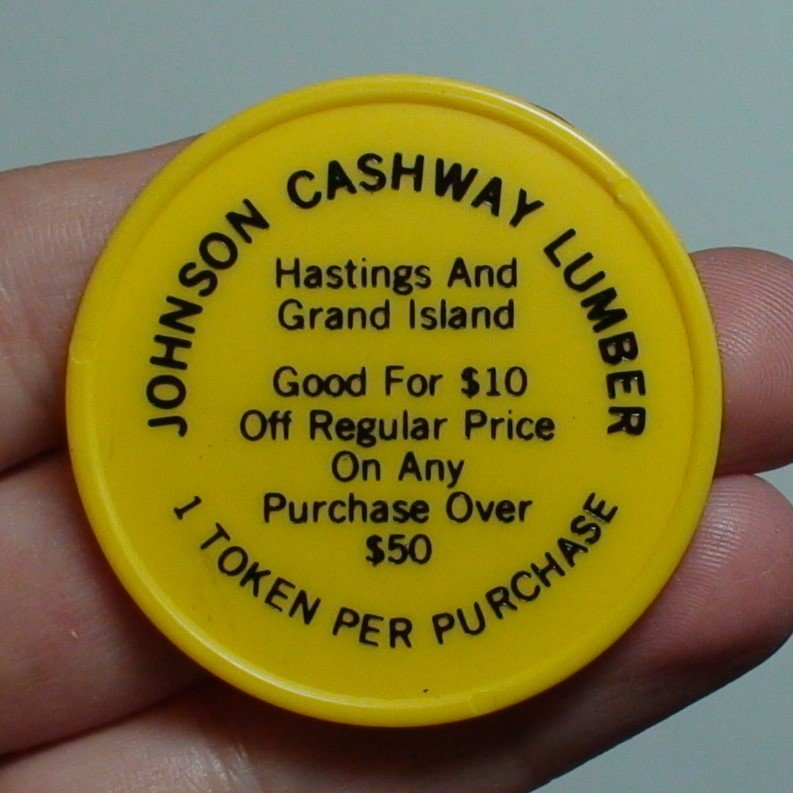 JOHNSON CASHWAY LUMBER
Hastings And
Grand Island
Good For $10
Off Regular Price
On Any
Purchase Over
$50
1 TOKEN PER PURCHASE